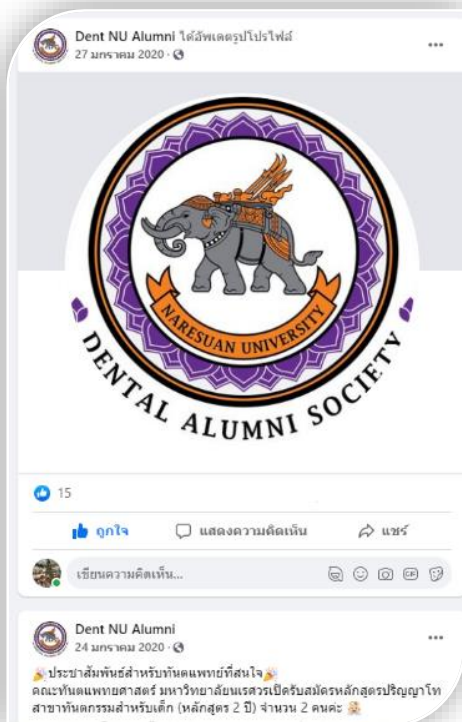 Dent NU Alumni ได้อัพเดตรูปโปรไฟล์
27 มกราคม 2020
NARESUAN UNIVERSITY
DENTAL ALUMNI SOCIETY
15
ถูกใจ แสดงความคิดเห็น แชร์
เขียนความคิดเห็น...
GIF
Dent NU Alumni
24 มกราคม 2020
ประชาสัมพันธ์สำหรับทันตแพทย์ที่สนใจ
คณะทันตแพทยศาสตร์ มหาวิทยาลัยนเรศวรเปิดรับสมัครหลักสูตรปริญญาโท
สาขาทันตกรรมสำหรับเด็ก (หลักสูตร 2 ปี) จำนวน 2 คนค่ะ